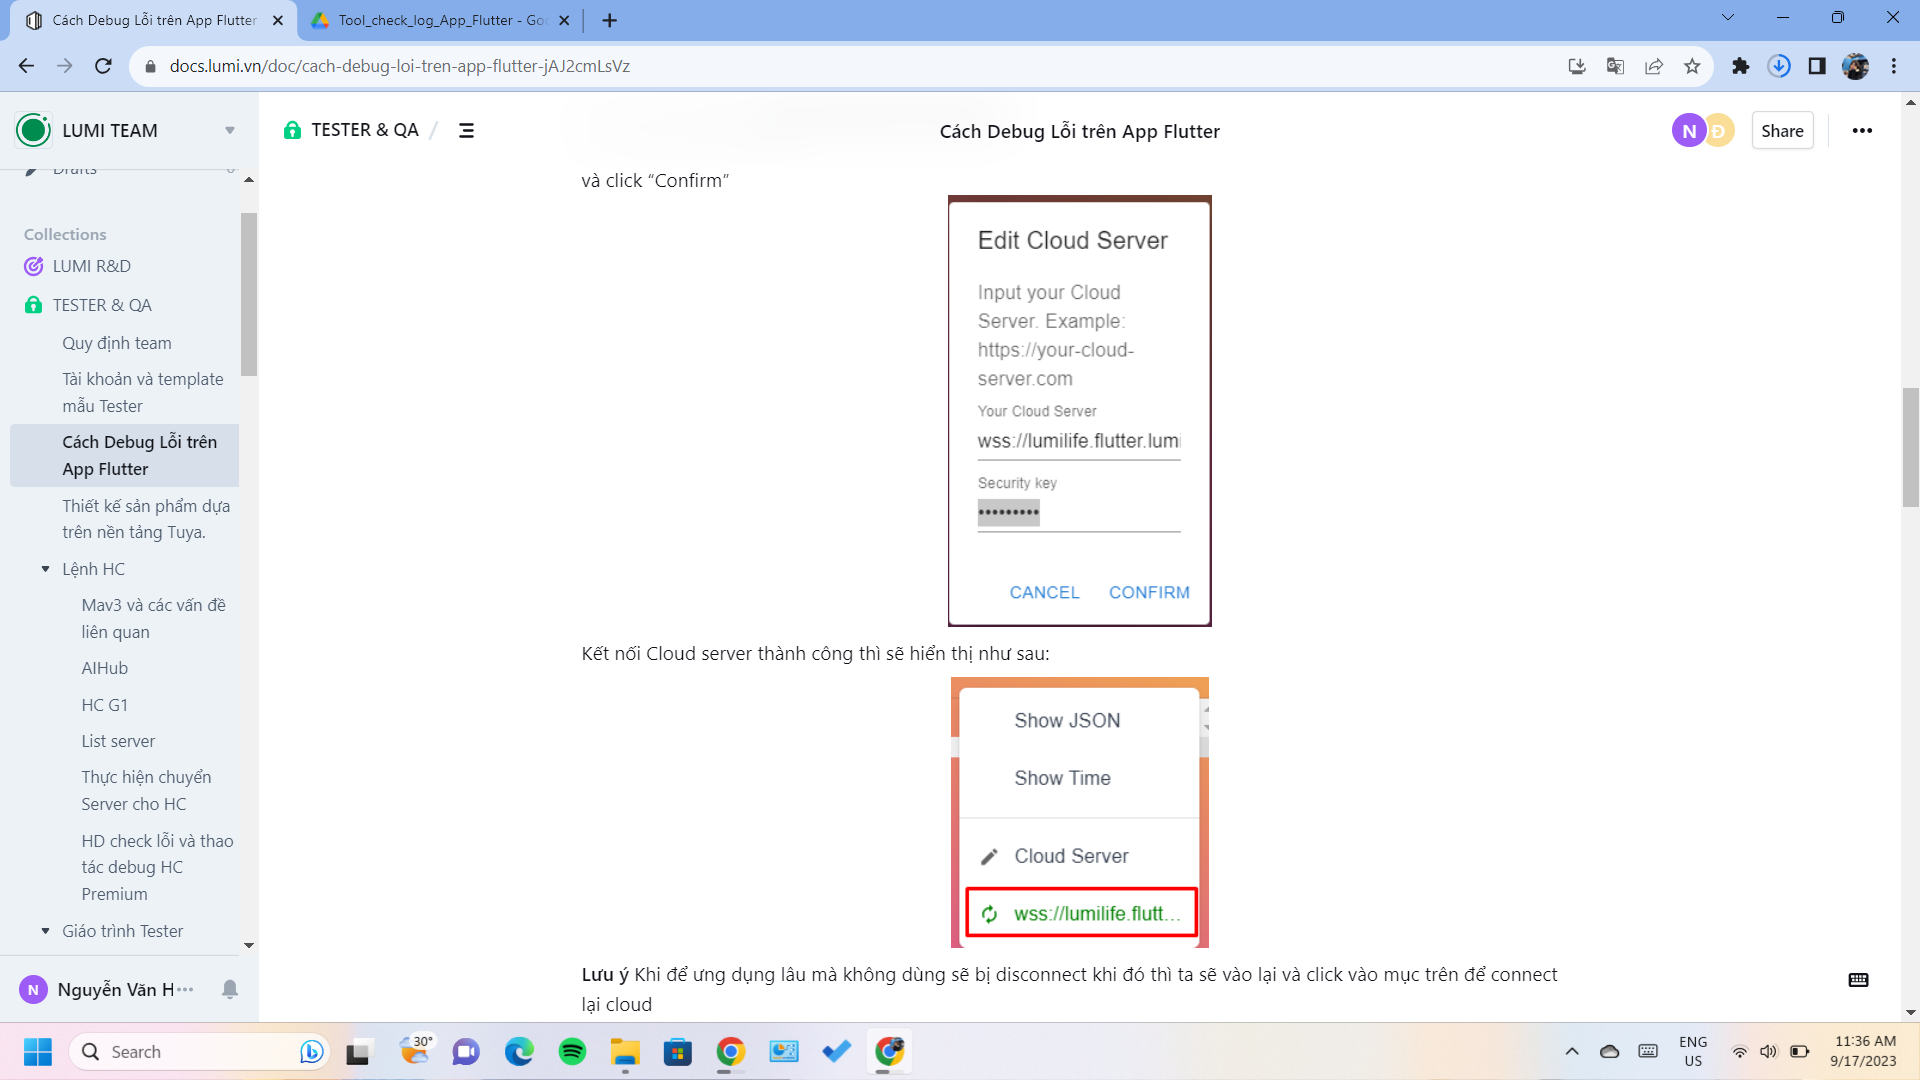 Cách Debug Lỗi trên App Flutter
Tool_check_log_App_Flutter - Goo
docs.lumi.vn/doc/cach-debug-loi-tren-app-flutter-jAJ2cmLsVz
LUMI TEAM
TESTER & QA /
Cách Debug Lỗi trên App Flutter
N
Đ
Share
Drafts
Collections
LUMI R&D
TESTER & QA
Quy định team
Tài khoản và template
mẫu Tester
Cách Debug Lỗi trên
App Flutter
Thiết kế sản phẩm dựa
trên nền tảng Tuya.
Lệnh HC
Mav3 và các vấn đề
liên quan
AIHub
HC G1
List server
Thực hiện chuyển
Server cho HC
HD check lỗi và thao
tác debug HC
Premium
Giáo trình Tester
N
Nguyễn Văn H
và click “Confirm”
Edit Cloud Server
Input your Cloud
Server. Example:
https://your-cloud-
server.com
Your Cloud Server
wss://lumilife.flutter.lumi
Security key
•••••••••
CANCEL
CONFIRM
Kết nối Cloud server thành công thì sẽ hiển thị như sau:
Show JSON
Show Time
Cloud Server
wss://lumilife.flutt...
Lưu ý Khi để ứng dụng lâu mà không dùng sẽ bị disconnect khi đó thì ta sẽ vào lại và click vào mục trên để connect
lại cloud
Search
30°
ENG
US
11:36 AM
9/17/2023